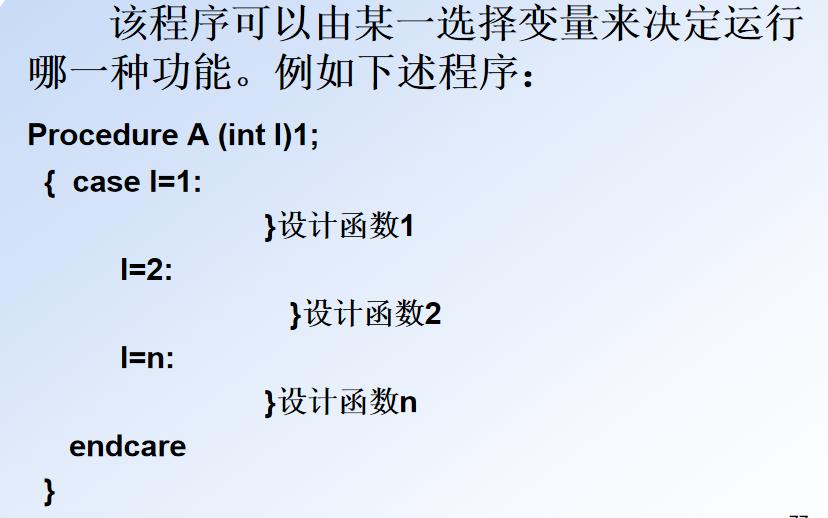 该程序可以由某一选择变量来决定运行
哪一种功能。例如下述程序：
Procedure A (int I)1;
{ case I=1:
}设计函数1
I=2:
}设计函数2
I=n:
}设计函数n
endcare
}